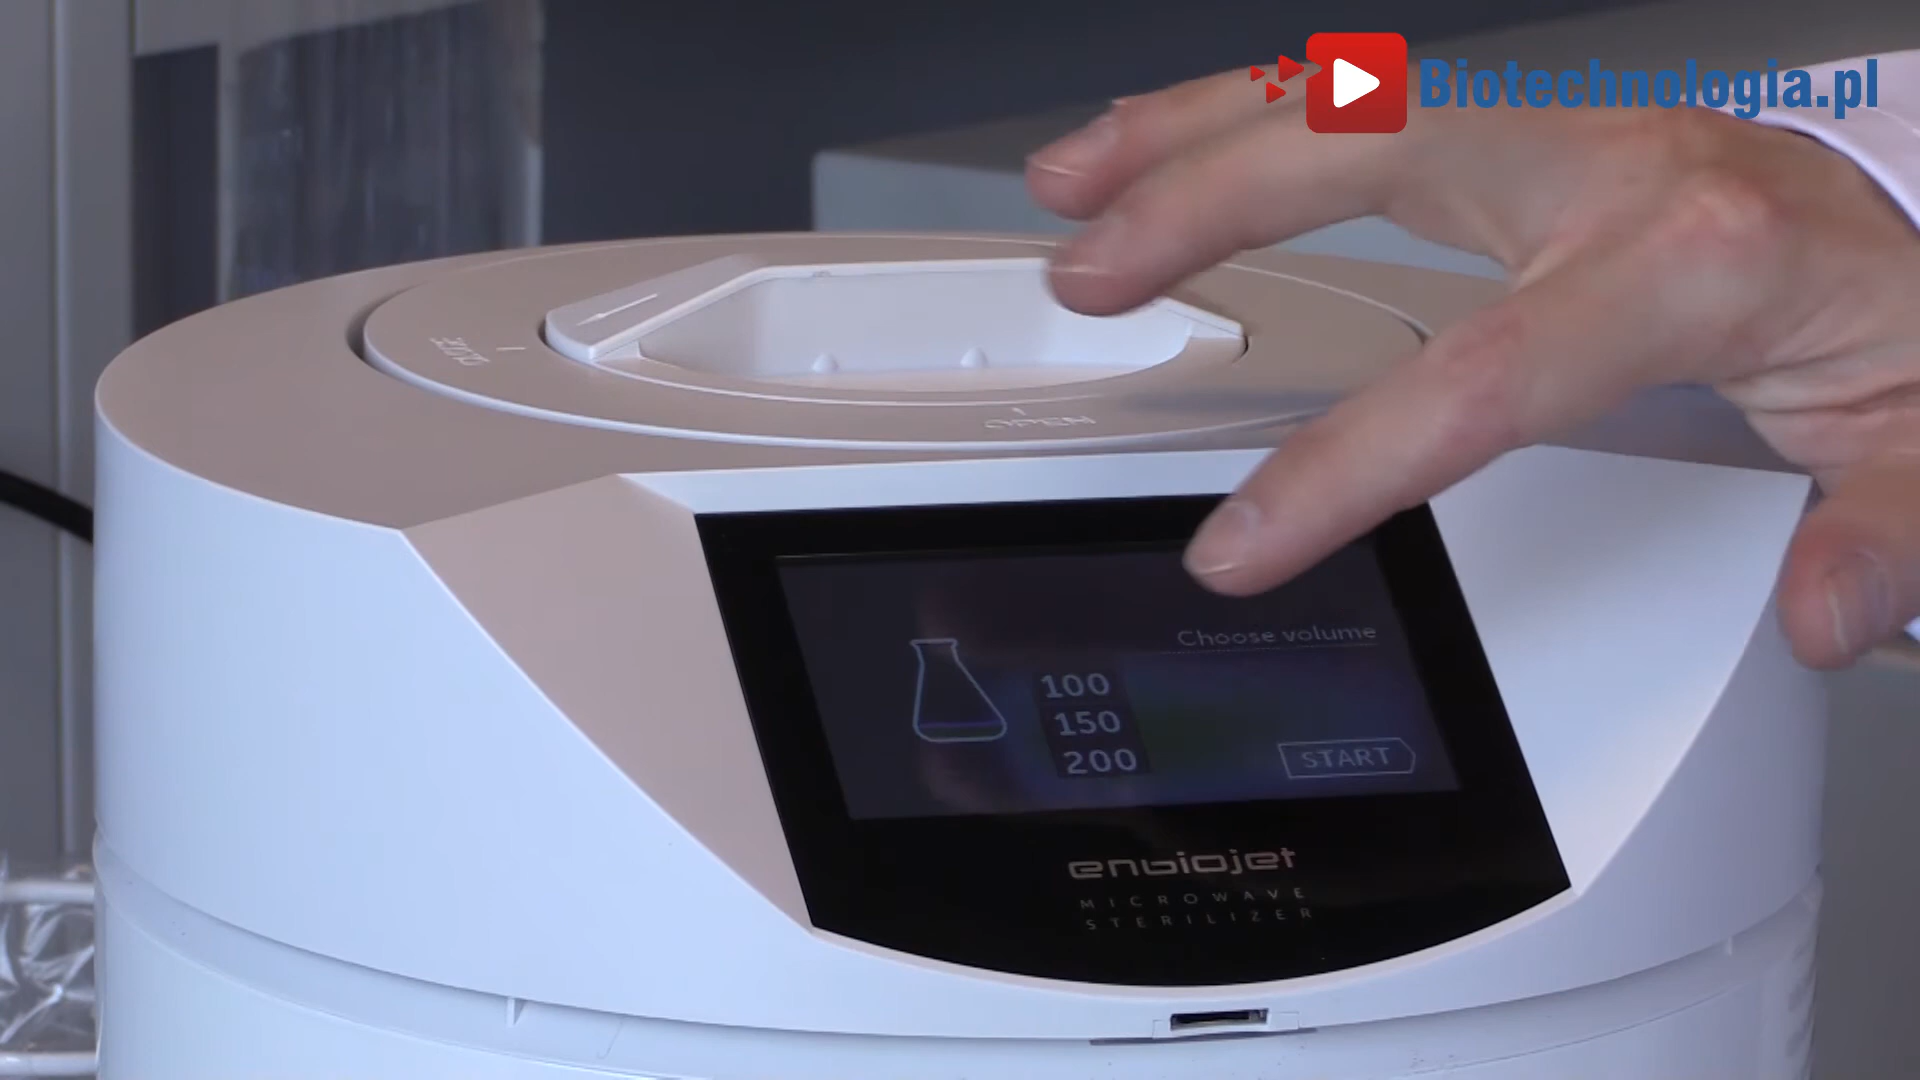 Biotechnologia.pl
CLOSE
OPEN
Choose volume
100
150
200
START
enbiojet
MICROWAVE
STERILIZER